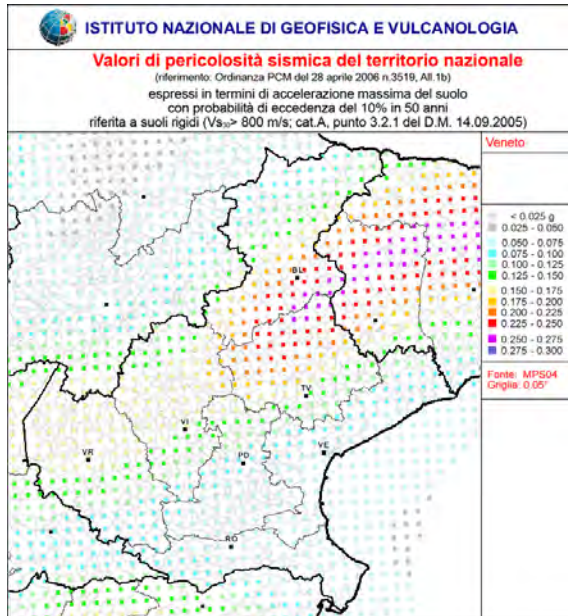 ISTITUTO NAZIONALE DI GEOFISICA E VULCANOLOGIA
Valori di pericolosità sismica del territorio nazionale
(riferimento: Ordinanza PCM del 28 aprile 2006 n.3519, All.1b)
espressi in termini di accelerazione massima del suolo
con probabilità di eccedenza del 10% in 50 anni
riferita a suoli rigidi (Vs₃₀> 800 m/s; cat.A, punto 3.2.1 del D.M. 14.09.2005)
Veneto
< 0.025 g
0.025 - 0.050
0.050 - 0.075
0.075 - 0.100
0.100 - 0.125
0.125 - 0.150
0.150 - 0.175
0.175 - 0.200
0.200 - 0.225
0.225 - 0.250
0.250 - 0.275
0.275 - 0.300
Fonte: MPS04
Griglia: 0.05°
BL
TV
VI
VR
PD
VE
RO